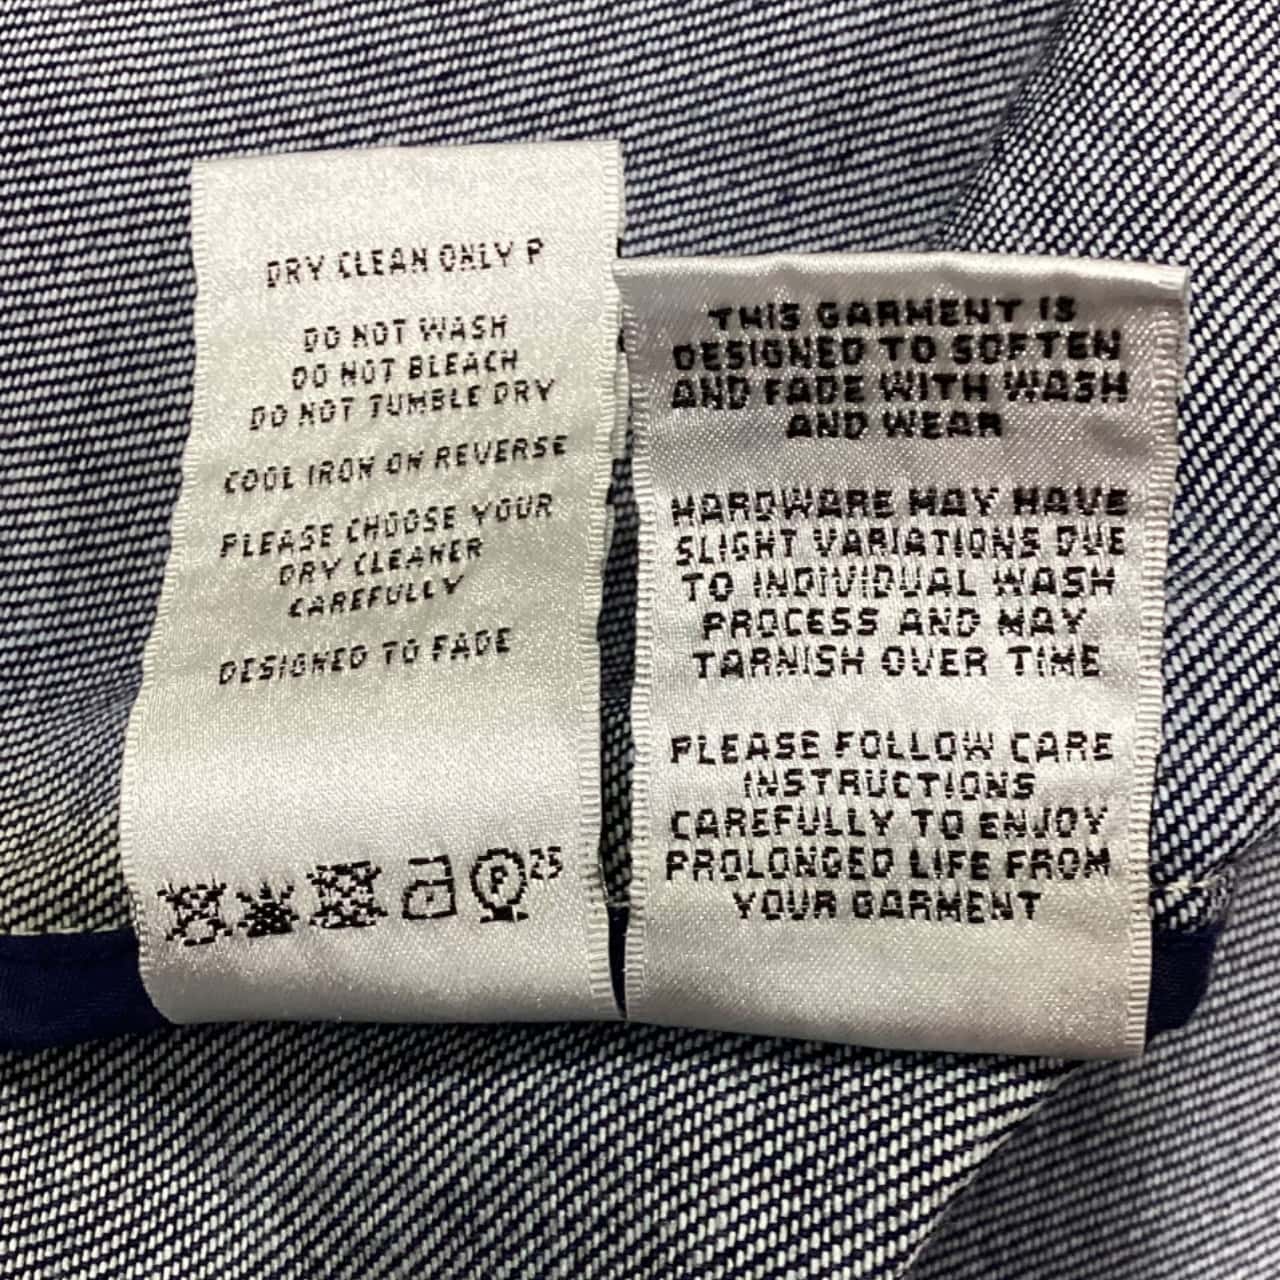 DRY CLEAN ONLY P
DO NOT WASH
DO NOT BLEACH
DO NOT TUMBLE DRY
COOL IRON ON REVERSE
PLEASE CHOOSE YOUR
DRY CLEANER
CAREFULLY
DESIGNED TO FADE
P 25
THIS GARMENT IS
DESIGNED TO SOFTEN
AND FADE WITH WASH
AND WEAR
HARDWARE MAY HAVE
SLIGHT VARIATIONS DUE
TO INDIVIDUAL WASH
PROCESS AND MAY
TARNISH OVER TIME
PLEASE FOLLOW CARE
INSTRUCTIONS
CAREFULLY TO ENJOY
PROLONGED LIFE FROM
YOUR GARMENT